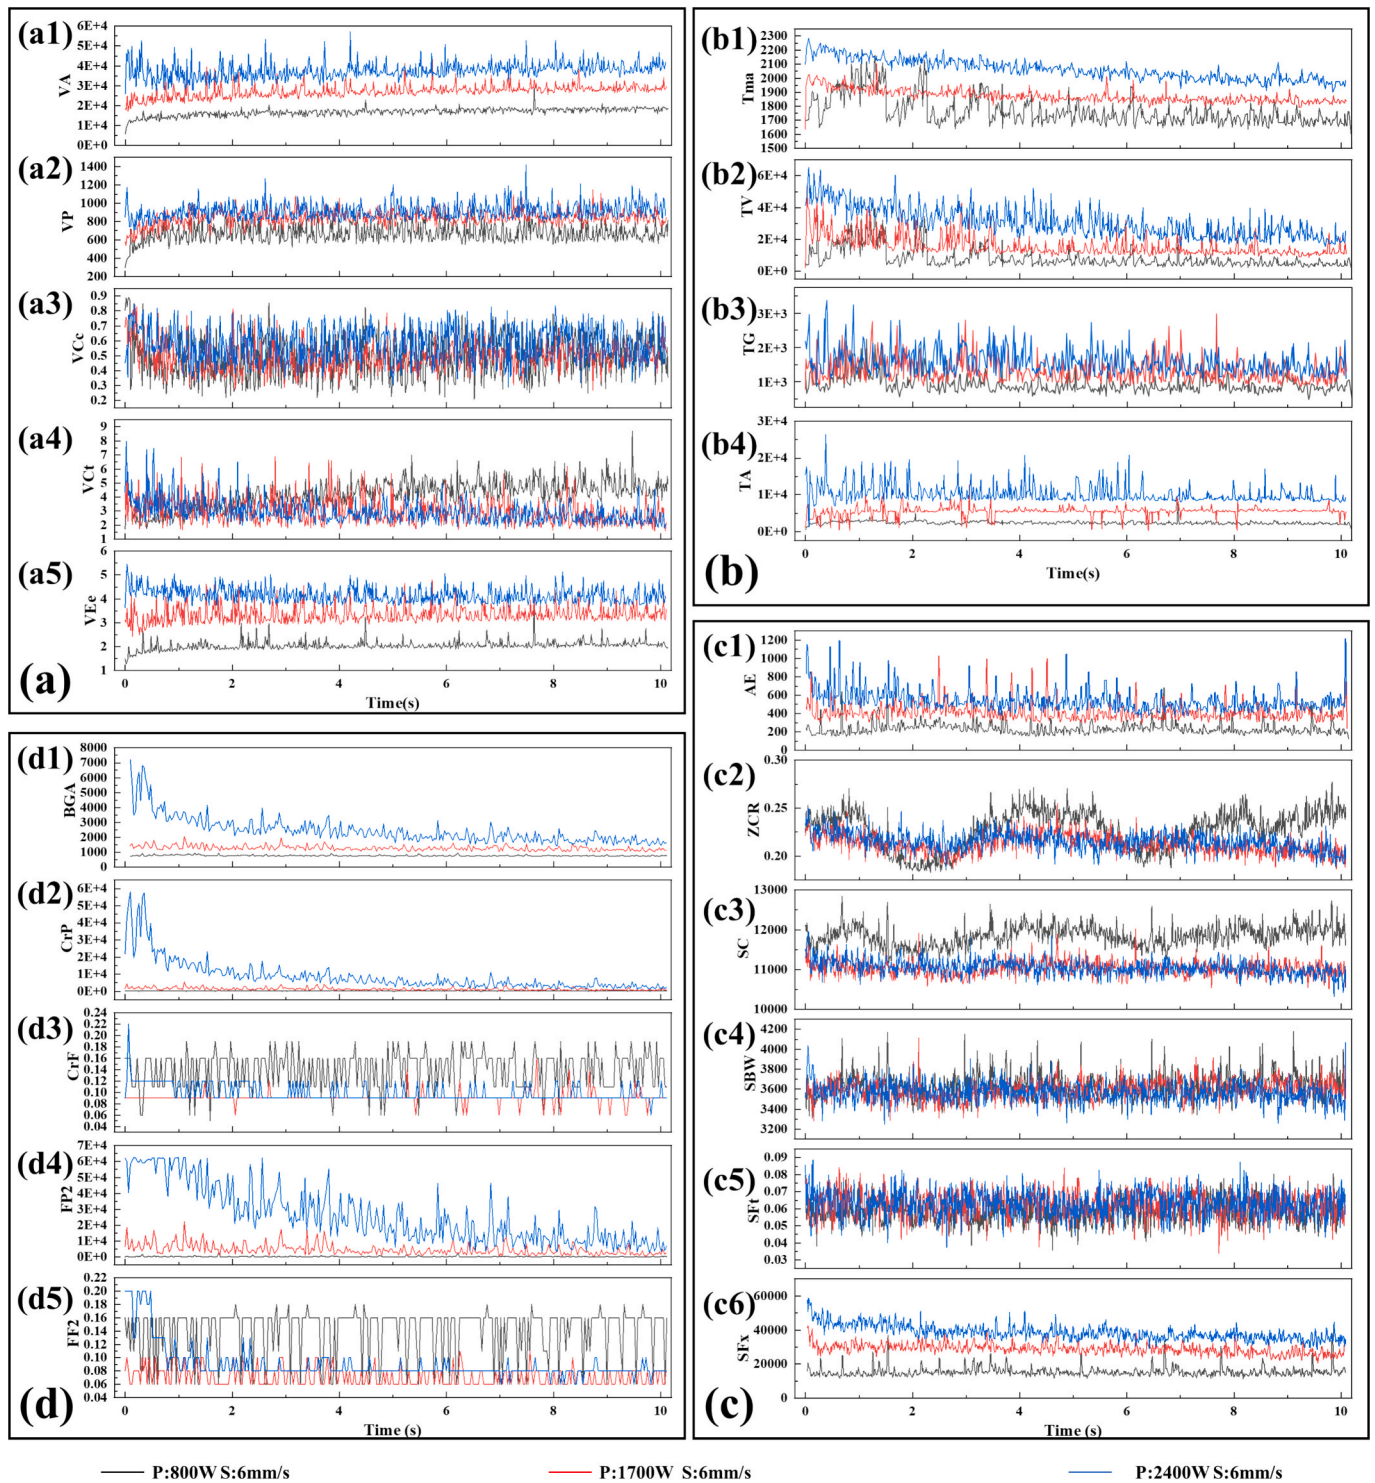 (a1)
VA
6E+4
5E+4
4E+4
3E+4
2E+4
1E+4
0E+0
(a2)
VP
1400
1200
1000
800
600
400
200
(a3)
VCc
0.9
0.8
0.7
0.6
0.5
0.4
0.3
0.2
(a4)
VCt
9
8
7
6
5
4
3
2
1
(a5)
VEe
6
5
4
3
2
1
0 2 4 6 8 10
Time(s)
(a)
(b1)
Tma
2300
2200
2100
2000
1900
1800
1700
1600
1500
(b2)
TV
6E+4
4E+4
2E+4
0E+0
(b3)
TG
3E+3
2E+3
1E+3
(b4)
TA
3E+4
2E+4
1E+4
0E+0
0 2 4 6 8 10
Time(s)
(b)
(c1)
AE
1200
1000
800
600
400
200
0
(c2)
ZCR
0.30
0.25
0.20
(c3)
SC
13000
12000
11000
10000
(c4)
SBW
4200
4000
3800
3600
3400
3200
(c5)
SFt
0.09
0.08
0.07
0.06
0.05
0.04
0.03
(c6)
SFx
60000
40000
20000
0
0 2 4 6 8 10
Time (s)
(c)
(d1)
BGA
8000
7000
6000
5000
4000
3000
2000
1000
0
(d2)
CrP
6E+4
5E+4
4E+4
3E+4
2E+4
1E+4
0E+0
(d3)
CrF
0.24
0.22
0.20
0.18
0.16
0.14
0.12
0.10
0.08
0.06
0.04
(d4)
FP2
7E+4
6E+4
5E+4
4E+4
3E+4
2E+4
1E+4
0E+0
(d5)
FF2
0.22
0.20
0.18
0.16
0.14
0.12
0.10
0.08
0.06
0.04
0 2 4 6 8 10
Time (s)
(d)
P:800W S:6mm/s P:1700W S:6mm/s P:2400W S:6mm/s